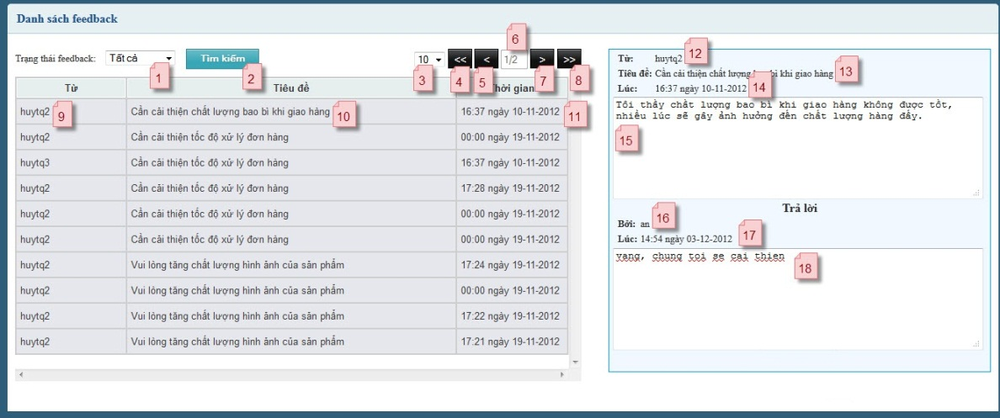 Danh sách feedback
Trạng thái feedback: Tất cả Tìm kiếm 10 << < 1/2 > >>
1 2 3 4 5 6 7 8
Từ Tiêu đề Thời gian
huytq2 Cần cải thiện chất lượng bao bì khi giao hàng 16:37 ngày 10-11-2012
9 10 11
huytq2 Cần cải thiện tốc độ xử lý đơn hàng 00:00 ngày 19-11-2012
huytq3 Cần cải thiện tốc độ xử lý đơn hàng 16:37 ngày 10-11-2012
huytq2 Cần cải thiện tốc độ xử lý đơn hàng 17:28 ngày 19-11-2012
huytq2 Cần cải thiện tốc độ xử lý đơn hàng 00:00 ngày 19-11-2012
huytq2 Cần cải thiện tốc độ xử lý đơn hàng 00:00 ngày 19-11-2012
huytq2 Vui lòng tăng chất lượng hình ảnh của sản phẩm 17:24 ngày 19-11-2012
huytq2 Vui lòng tăng chất lượng hình ảnh của sản phẩm 00:00 ngày 19-11-2012
huytq2 Vui lòng tăng chất lượng hình ảnh của sản phẩm 17:22 ngày 19-11-2012
huytq2 Vui lòng tăng chất lượng hình ảnh của sản phẩm 17:21 ngày 19-11-2012
Từ: huytq2 12
Tiêu đề: Cần cải thiện chất lượng bao bì khi giao hàng 13
Lúc: 16:37 ngày 10-11-2012 14
Tôi thấy chất lượng bao bì khi giao hàng không được tốt,
nhiều lúc sẽ gây ảnh hưởng đến chất lượng hàng đấy.
15
Trả lời
Bởi: an 16
Lúc: 14:54 ngày 03-12-2012 17
vang, chung toi se cai thien 18